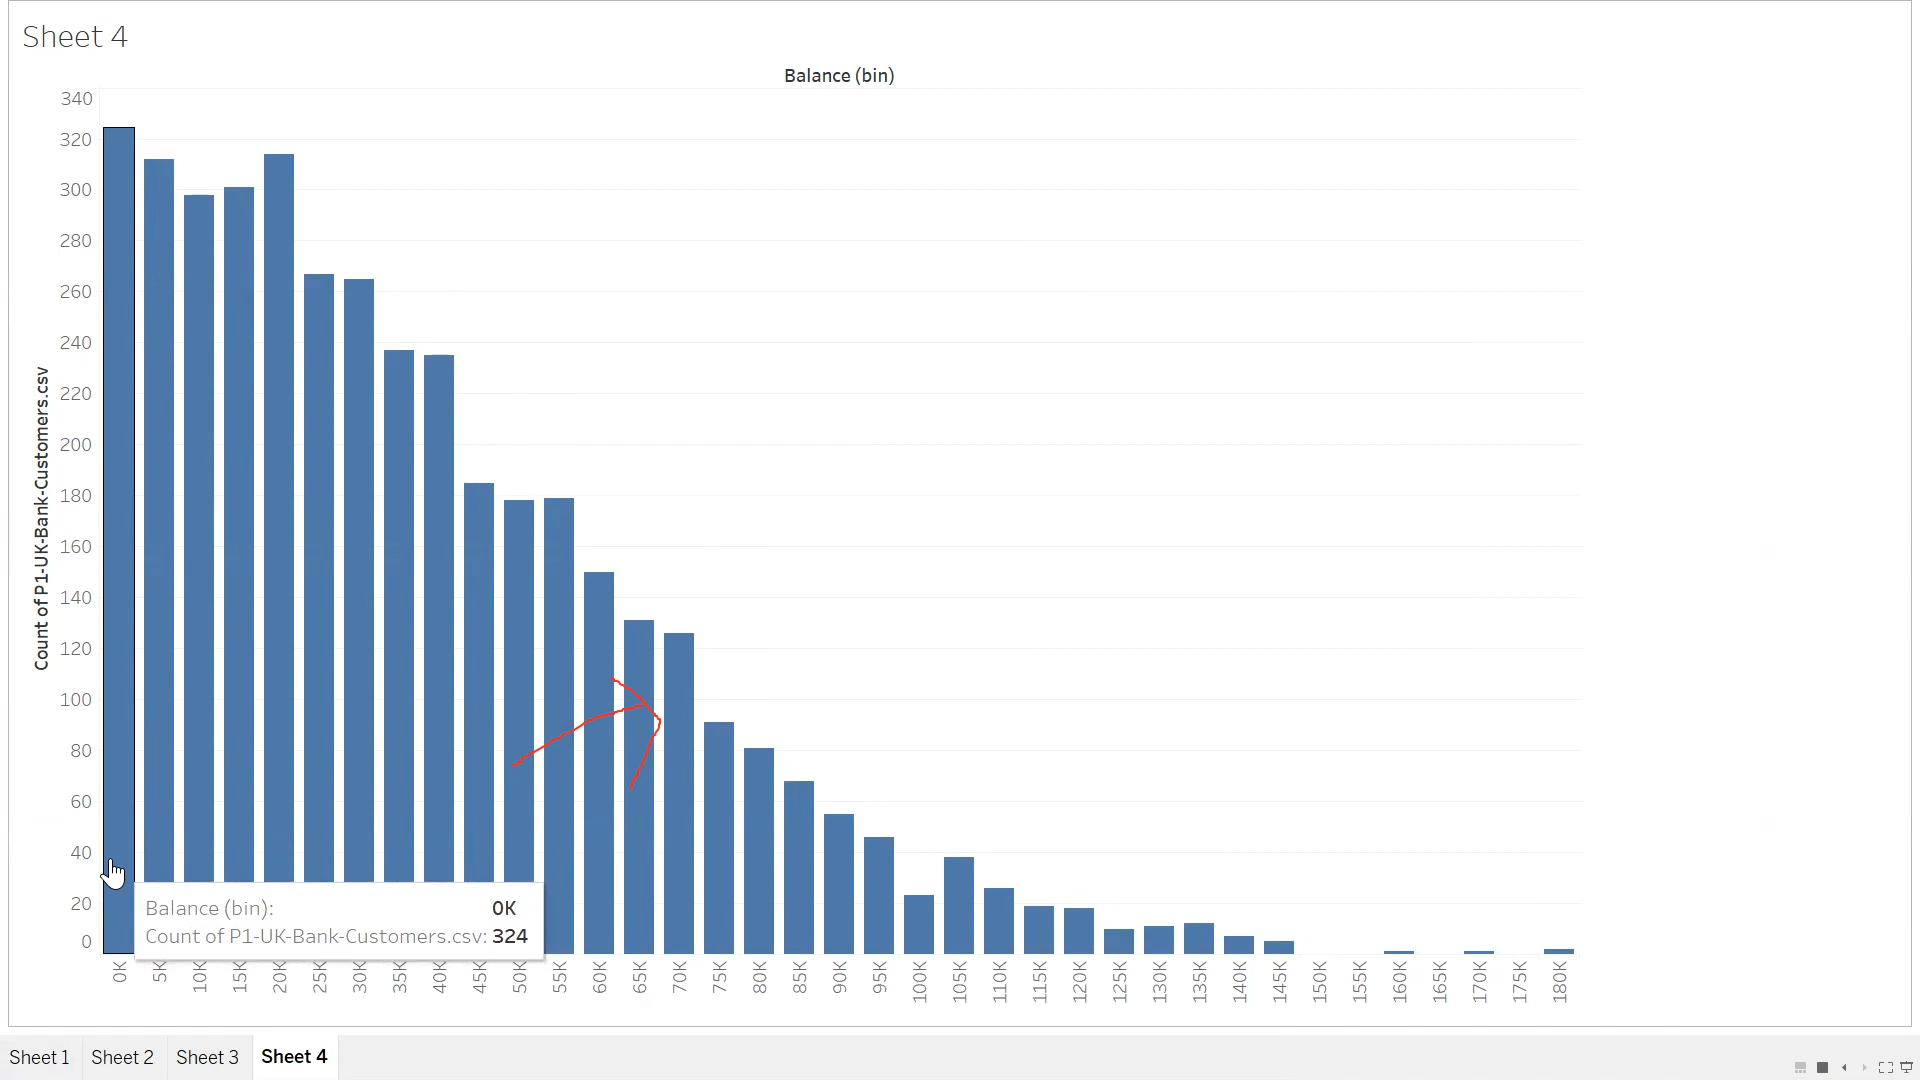 Sheet 4
Balance (bin)
340
320
300
280
260
240
220
200
180
160
140
120
100
80
60
40
20
0
Count of P1-UK-Bank-Customers.csv
Balance (bin): 0K
Count of P1-UK-Bank-Customers.csv: 324
0K 5K 10K 15K 20K 25K 30K 35K 40K 45K 50K 55K 60K 65K 70K 75K 80K 85K 90K 95K 100K 105K 110K 115K 120K 125K 130K 135K 140K 145K 150K 155K 160K 165K 170K 175K 180K
Sheet 1 Sheet 2 Sheet 3 Sheet 4